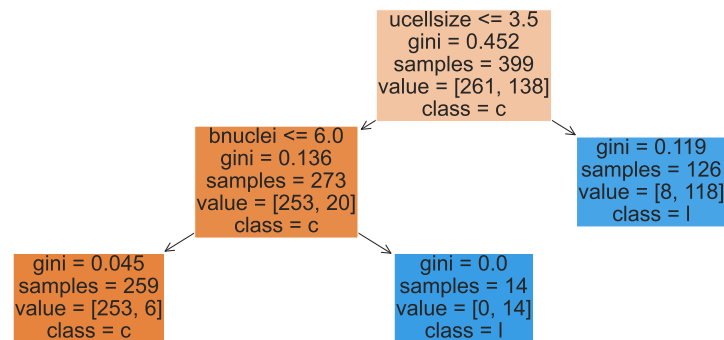 ucellsize <= 3.5
gini = 0.452
samples = 399
value = [261, 138]
class = c
bnuclei <= 6.0
gini = 0.136
samples = 273
value = [253, 20]
class = c
gini = 0.119
samples = 126
value = [8, 118]
class = l
gini = 0.045
samples = 259
value = [253, 6]
class = c
gini = 0.0
samples = 14
value = [0, 14]
class = l